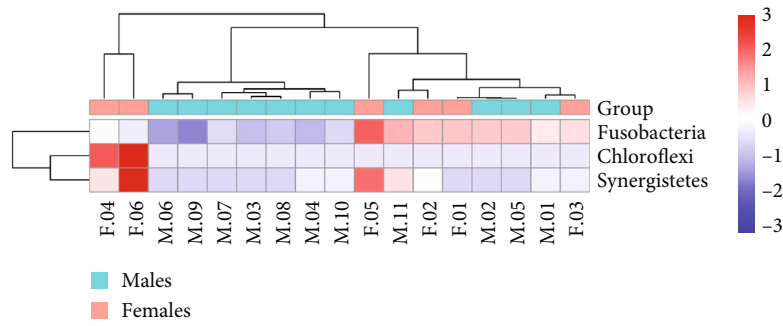 3
2
1
0
−1
−2
−3
Group
Fusobacteria
Chloroflexi
Synergistetes
F.04 F.06 M.06 M.09 M.07 M.03 M.08 M.04 M.10 F.05 M.11 F.02 F.01 M.02 M.05 M.01 F.03
Males
Females